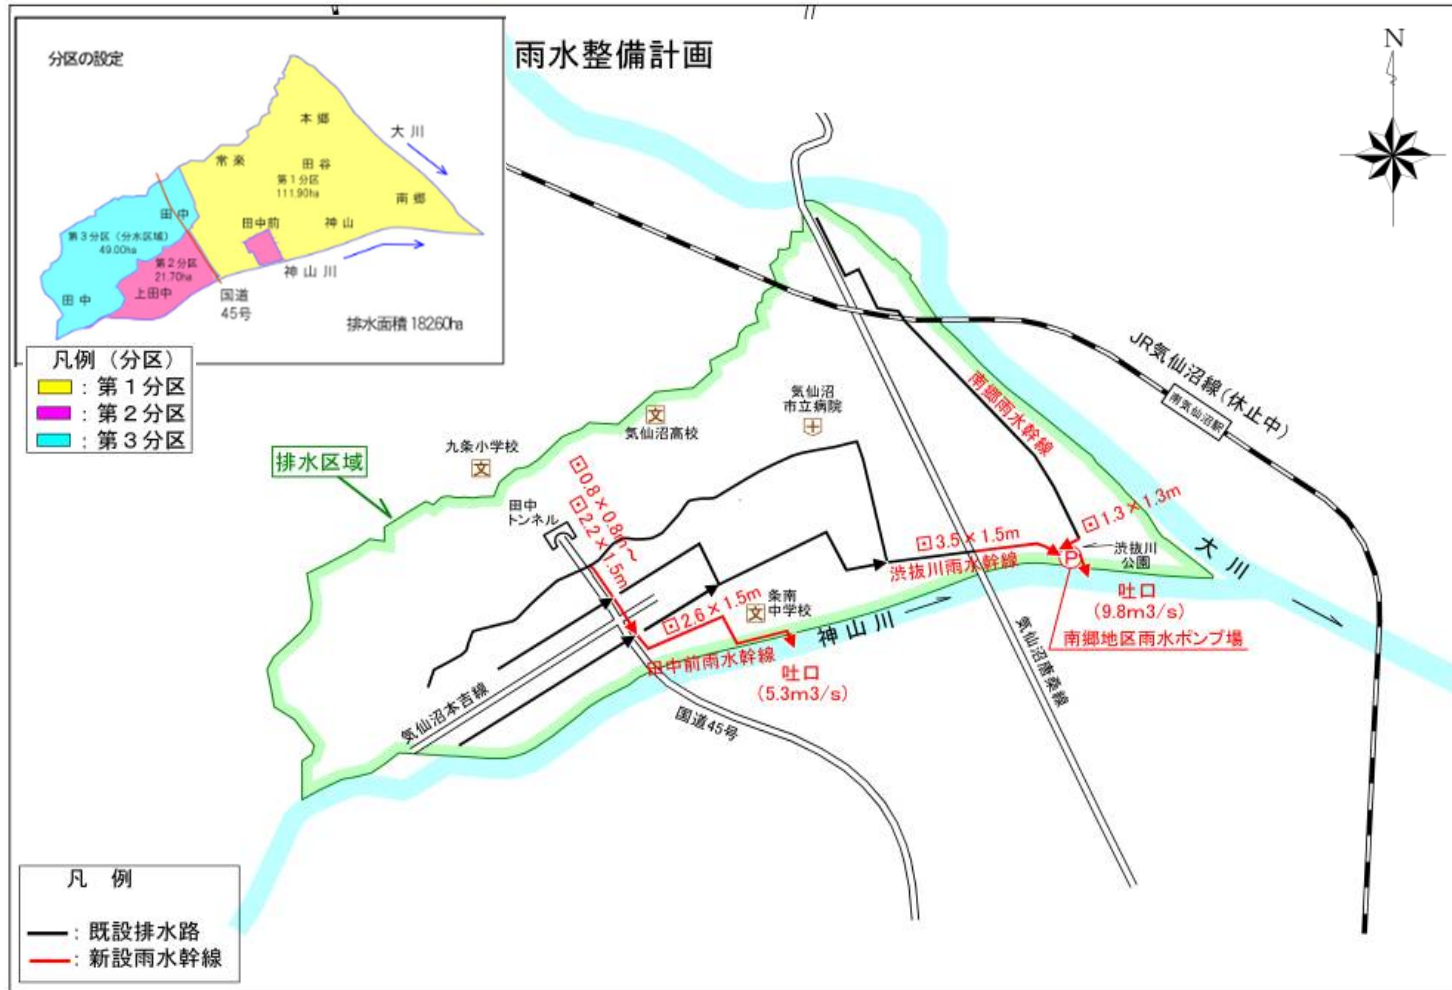 雨水整備計画
分区の設定
本郷
大川
常楽
田谷
第1分区
111.90ha
南郷
田中
田中前
神山
第3分区(分水区域)
49.00ha
第2分区
21.70ha
神山川
田中
上田中
国道
45号
排水面積 18260ha
凡例(分区)
:第1分区
:第2分区
:第3分区
N
JR気仙沼線(休止中)
南気仙沼駅
南郷雨水幹線
気仙沼
市立病院
文
気仙沼高校
九条小学校
文
排水区域
田中
トンネル
0.8×0.8m~
2.2×1.5m
3.5×1.5m
1.3×1.3m
渋抜川雨水幹線
P
渋抜川
公園
大川
吐口
(9.8m3/s)
南郷地区雨水ポンプ場
2.6×1.5m
文
条南
中学校
神山川
田中前雨水幹線
吐口
(5.3m3/s)
気仙沼本吉線
国道45号
気仙沼唐桑線
凡 例
:既設排水路
:新設雨水幹線